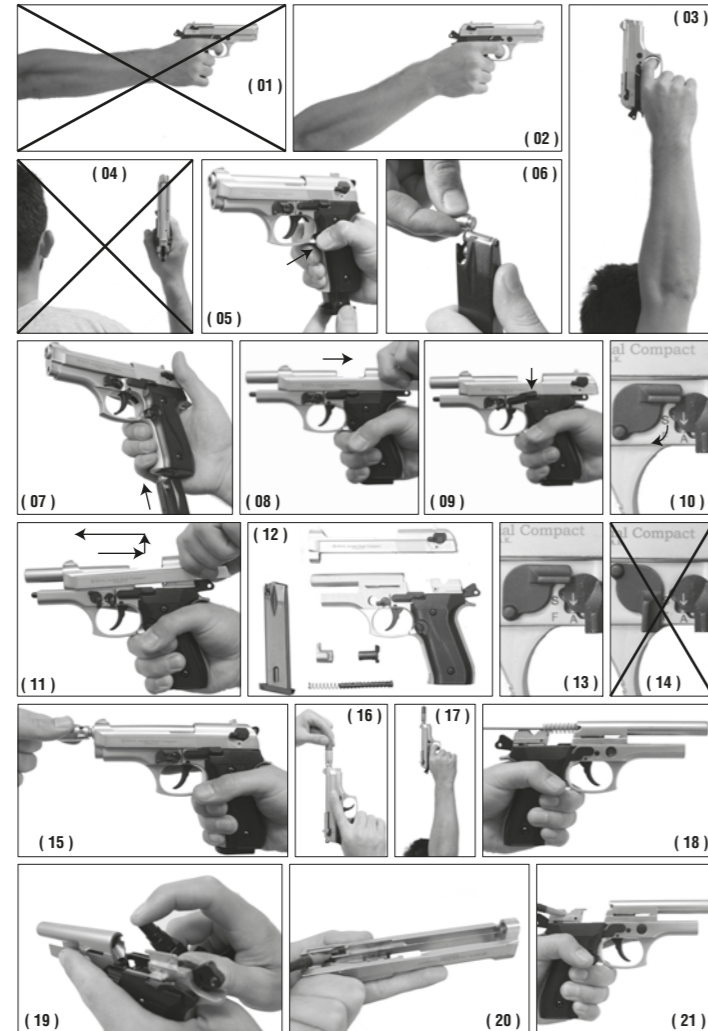 ( 01 )
( 02 )
( 03 )
( 04 )
( 05 )
( 06 )
( 07 )
( 08 )
( 09 )
al Compact
K.
S
A
( 10 )
( 11 )
( 12 )
al Compact
K.
S
F
A
( 13 )
al Compact
K.
S
F
A
( 14 )
( 15 )
( 16 )
( 17 )
( 18 )
( 19 )
( 20 )
( 21 )